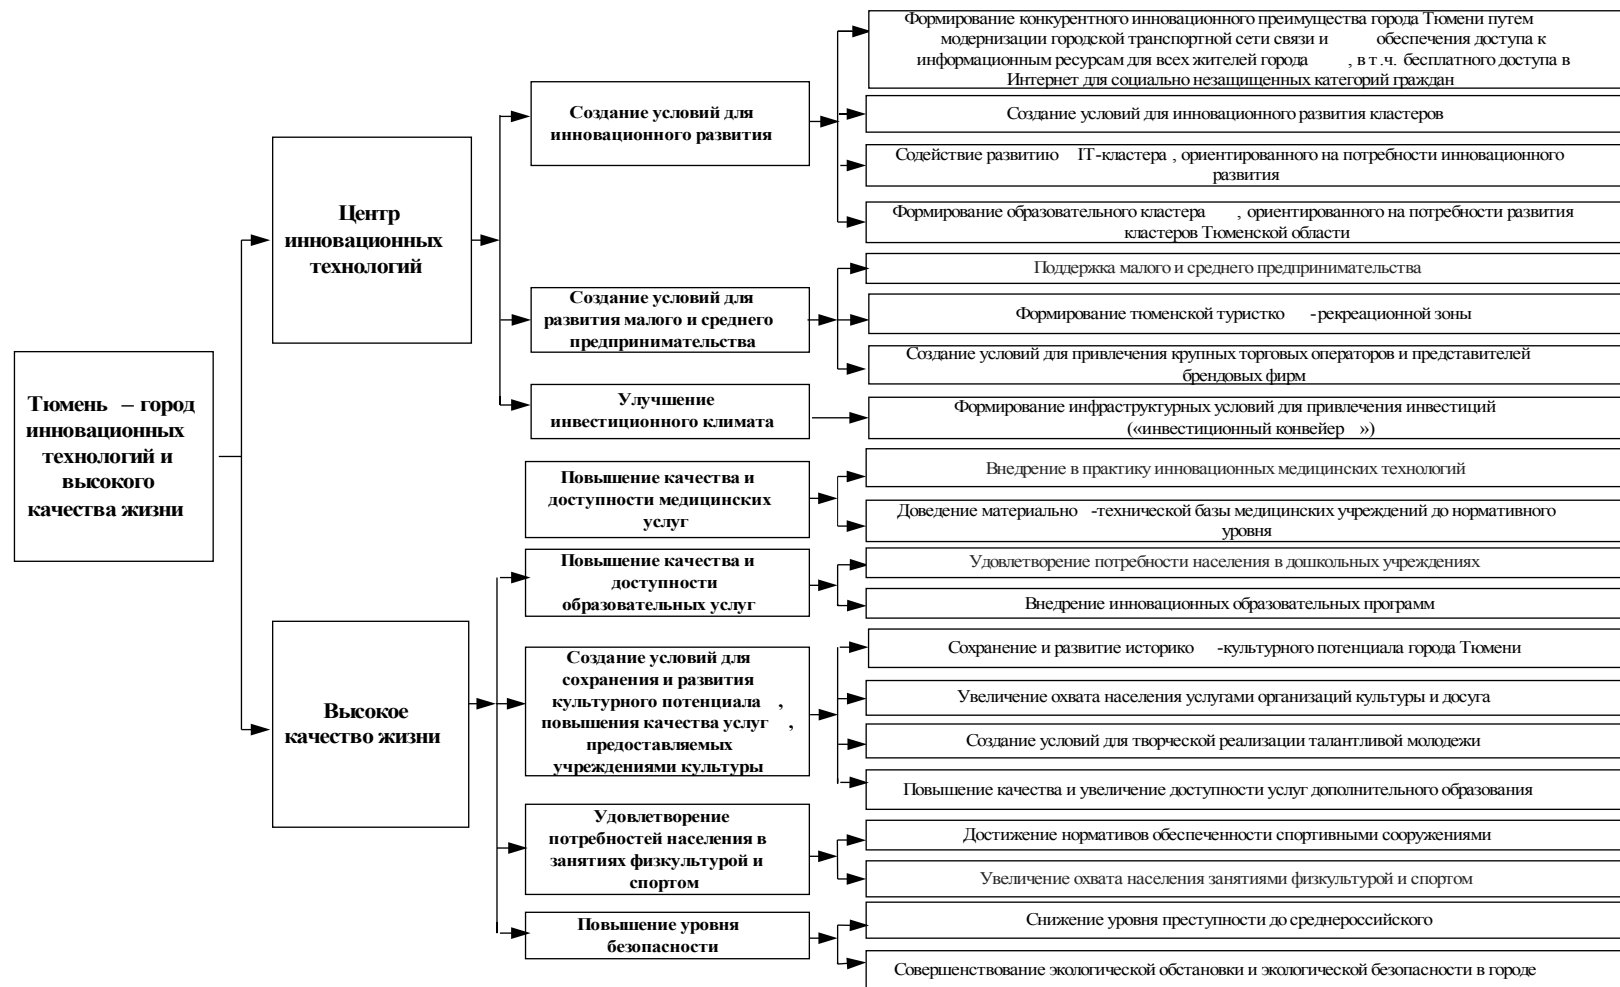 Тюмень – город
инновационных
технологий и
высокого
качества жизни
Центр
инновационных
технологий
Создание условий для
инновационного развития
Формирование конкурентного инновационного преимущества города Тюмени путем
модернизации городской транспортной сети связи и обеспечения доступа к
информационным ресурсам для всех жителей города , в т .ч. бесплатного доступа в
Интернет для социально незащищенных категорий граждан
Создание условий для инновационного развития кластеров
Содействие развитию IT-кластера , ориентированного на потребности инновационного
развития
Формирование образовательного кластера , ориентированного на потребности развития
кластеров Тюменской области
Создание условий для
развития малого и среднего
предпринимательства
Поддержка малого и среднего предпринимательства
Формирование тюменской туристко -рекреационной зоны
Создание условий для привлечения крупных торговых операторов и представителей
брендовых фирм
Улучшение
инвестиционного климата
Формирование инфраструктурных условий для привлечения инвестиций
(«инвестиционный конвейер »)
Высокое
качество жизни
Повышение качества и
доступности медицинских
услуг
Внедрение в практику инновационных медицинских технологий
Доведение материально -технической базы медицинских учреждений до нормативного
уровня
Повышение качества и
доступности
образовательных услуг
Удовлетворение потребности населения в дошкольных учреждениях
Внедрение инновационных образовательных программ
Создание условий для
сохранения и развития
культурного потенциала ,
повышения качества услуг ,
предоставляемых
учреждениями культуры
Сохранение и развитие историко -культурного потенциала города Тюмени
Увеличение охвата населения услугами организаций культуры и досуга
Создание условий для творческой реализации талантливой молодежи
Повышение качества и увеличение доступности услуг дополнительного образования
Удовлетворение
потребностей населения в
занятиях физкультурой и
спортом
Достижение нормативов обеспеченности спортивными сооружениями
Увеличение охвата населения занятиями физкультурой и спортом
Повышение уровня
безопасности
Снижение уровня преступности до среднероссийского
Совершенствование экологической обстановки и экологической безопасности в городе